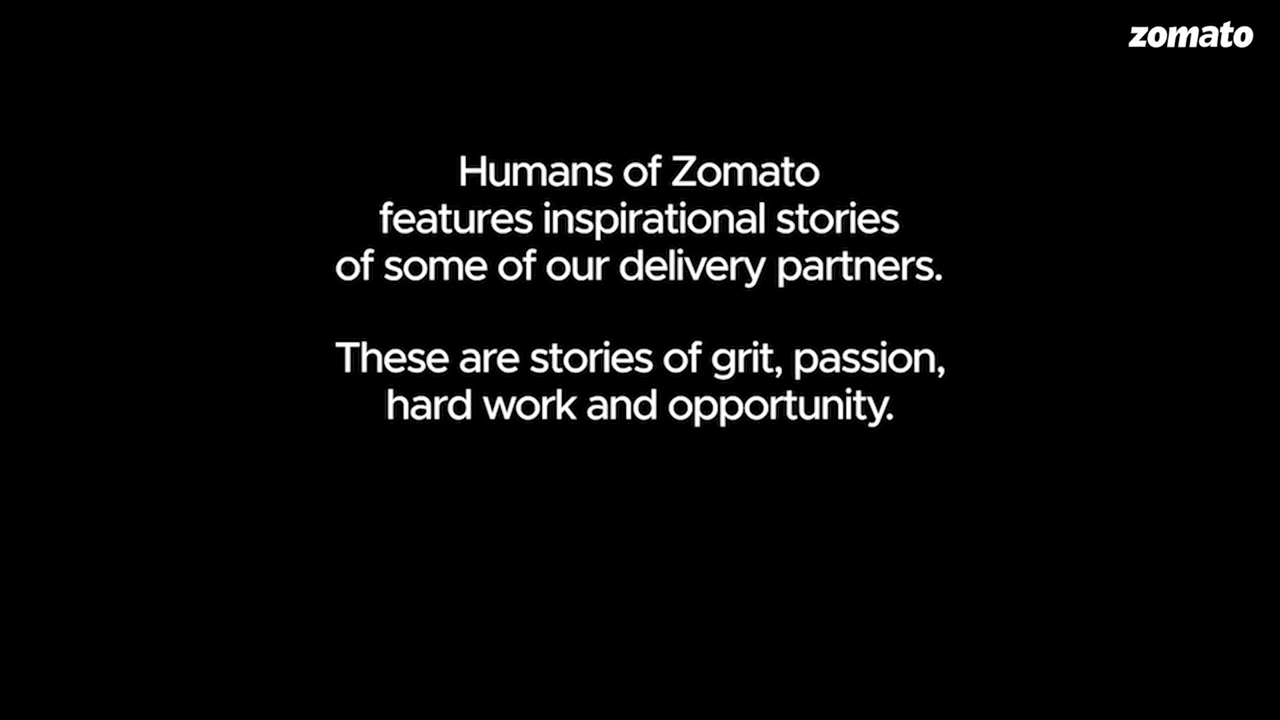 zomato
Humans of Zomato
features inspirational stories
of some of our delivery partners.
These are stories of grit, passion,
hard work and opportunity.